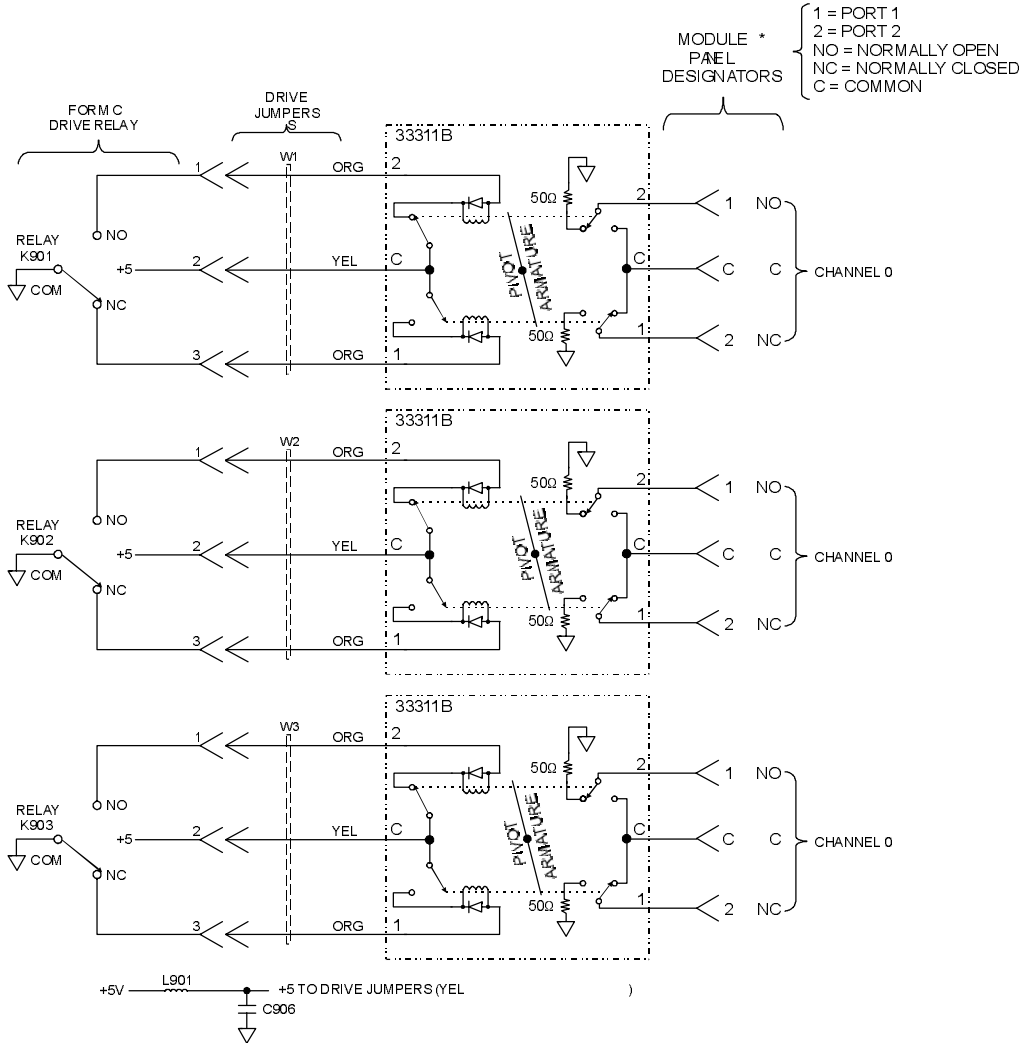 1 = PORT 1
2 = PORT 2
NO = NORMALLY OPEN
NC = NORMALLY CLOSED
C = COMMON
MODULE *
PANEL
DESIGNATORS
FORM C
DRIVE RELAY
DRIVE
JUMPERS
S
33311B
W1
1
ORG
2
50Ω
2
1
NO
NO
RELAY
K901
+5
2
YEL
C
PIVOT
ARMATURE
C
C
C
CHANNEL 0
COM
NC
3
ORG
1
50Ω
1
2
NC
33311B
W2
1
ORG
2
50Ω
2
1
NO
NO
RELAY
K902
+5
2
YEL
C
PIVOT
ARMATURE
C
C
C
CHANNEL 0
COM
NC
3
ORG
1
50Ω
1
2
NC
33311B
W3
1
ORG
2
50Ω
2
1
NO
NO
RELAY
K903
+5
2
YEL
C
PIVOT
ARMATURE
C
C
C
CHANNEL 0
COM
NC
3
ORG
1
50Ω
1
2
NC
+5V
L901
+5 TO DRIVE JUMPERS (YEL )
C906